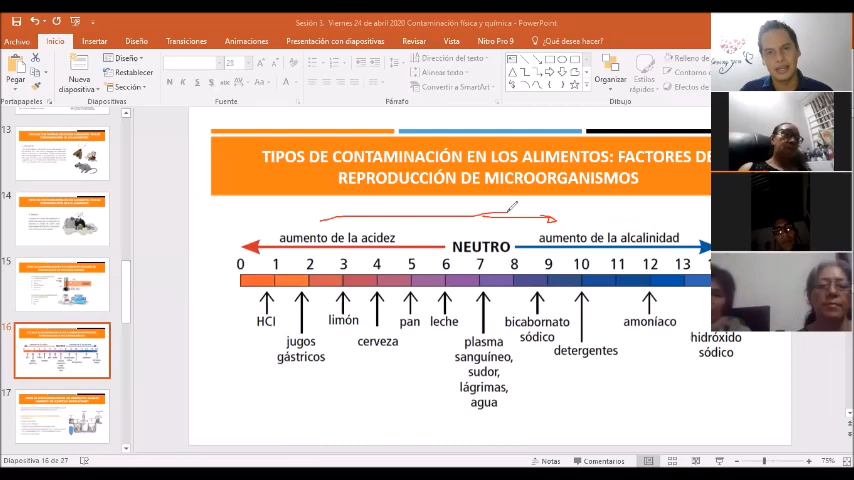 Sesión 3. Viernes 24 de abril 2020 Contaminación física y química - PowerPoint
Archivo Inicio Insertar Diseño Transiciones Animaciones Presentación con diapositivas Revisar Vista Nitro Pro 9 ¿Qué desea hacer?
Pegar
Nueva diapositiva
Diseño
Restablecer
Sección
28
N K S
Dirección del texto
Alinear texto
Convertir a SmartArt
Organizar
Estilos rápidos
Relleno de
Contorno
Efectos de
Portapapeles Diapositivas Fuente Párrafo Dibujo
13
14
15
16
17
TIPOS DE CONTAMINACIÓN EN LOS ALIMENTOS: FACTORES DE
REPRODUCCIÓN DE MICROORGANISMOS
aumento de la acidez NEUTRO aumento de la alcalinidad
0 1 2 3 4 5 6 7 8 9 10 11 12 13
HCl
jugos gástricos
limón
cerveza
pan
leche
plasma sanguíneo, sudor, lágrimas, agua
bicabornato sódico
detergentes
amoníaco
hidróxido sódico
Diapositiva 16 de 27 Notas Comentarios 75%